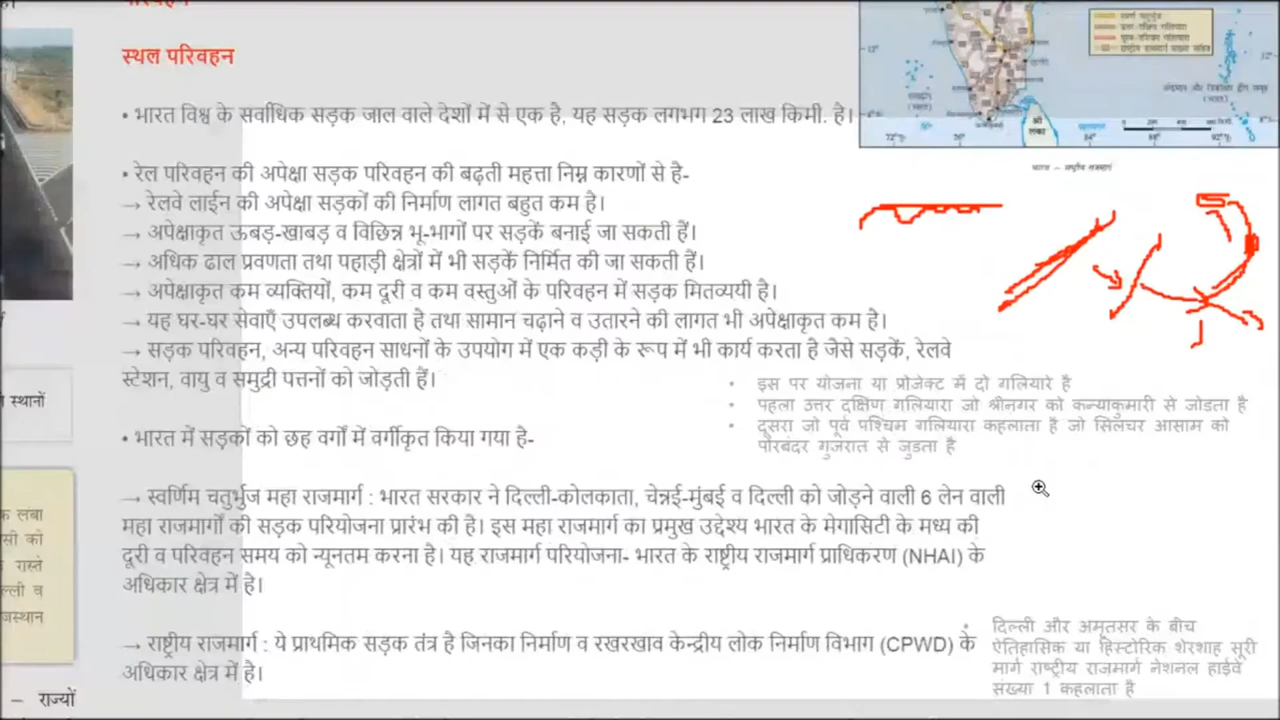 स्थल परिवहन
• भारत विश्व के सर्वाधिक सड़क जाल वाले देशों में से एक है, यह सड़क लगभग 23 लाख किमी. है।
• रेल परिवहन की अपेक्षा सड़क परिवहन की बढ़ती महत्ता निम्न कारणों से है-
→ रेलवे लाईन की अपेक्षा सड़कों की निर्माण लागत बहुत कम है।
→ अपेक्षाकृत ऊबड़-खाबड़ व विछिन्न भू-भागों पर सड़कें बनाई जा सकती हैं।
→ अधिक ढाल प्रवणता तथा पहाड़ी क्षेत्रों में भी सड़कें निर्मित की जा सकती हैं।
→ अपेक्षाकृत कम व्यक्तियों, कम दूरी व कम वस्तुओं के परिवहन में सड़क मितव्ययी है।
→ यह घर-घर सेवाएँ उपलब्ध करवाता है तथा सामान चढ़ाने व उतारने की लागत भी अपेक्षाकृत कम है।
→ सड़क परिवहन, अन्य परिवहन साधनों के उपयोग में एक कड़ी के रूप में भी कार्य करता है जैसे सड़कें, रेलवे
स्टेशन, वायु व समुद्री पत्तनों को जोड़ती हैं।
• भारत में सड़कों को छह वर्गों में वर्गीकृत किया गया है-
→ स्वर्णिम चतुर्भुज महा राजमार्ग : भारत सरकार ने दिल्ली-कोलकाता, चेन्नई-मुंबई व दिल्ली को जोड़ने वाली 6 लेन वाली
महा राजमार्गों की सड़क परियोजना प्रारंभ की है। इस महा राजमार्ग का प्रमुख उद्देश्य भारत के मेगासिटी के मध्य की
दूरी व परिवहन समय को न्यूनतम करना है। यह राजमार्ग परियोजना- भारत के राष्ट्रीय राजमार्ग प्राधिकरण (NHAI) के
अधिकार क्षेत्र में है।
→ राष्ट्रीय राजमार्ग : ये प्राथमिक सड़क तंत्र है जिनका निर्माण व रखरखाव केन्द्रीय लोक निर्माण विभाग (CPWD) के
अधिकार क्षेत्र में है।
श्री
लंका
भारत – राष्ट्रीय राजमार्ग
• इस पर योजना या प्रोजेक्ट में दो गलियारे है
• पहला उत्तर दक्षिण गलियारा जो श्रीनगर को कन्याकुमारी से जोडता है
• दूसरा जो पूर्व पश्चिम गलियारा कहलाता है जो सिलचर आसाम को
पोरबंदर गुजरात से जुडता है
• दिल्ली और अमृतसर के बीच
ऐतिहासिक या हिस्टोरिक शेरशाह सूरी
मार्ग राष्ट्रीय राजमार्ग नेशनल हाईवे
संख्या 1 कहलाता है
स्थानों
लंबा
सी को
रास्ते
ल्ली व
जस्थान
– राज्यों